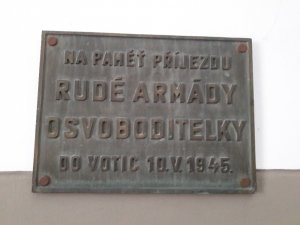 NA PAMĚŤ PŘÍJEZDU
RUDÉ ARMÁDY
OSVOBODITELKY
DO VOTIC 10.V.1945.